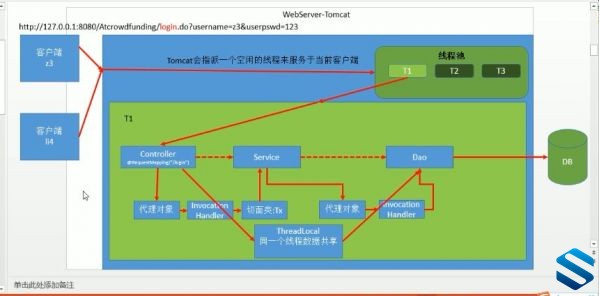 WebServer-Tomcat
http://127.0.0.1:8080/Atcrowdfunding/login.do?username=z3&userpswd=123
客户端
z3
Tomcat会指派一个空闲的线程来服务于当前客户端
线程池
T1
T2
T3
客户端
li4
T1
Controller
@RequestMapping("/login")
Service
Dao
DB
代理对象
Invocation
Handler
切面类:Tx
代理对象
Invocation
Handler
ThreadLocal
同一个线程数据共享
单击此处添加备注